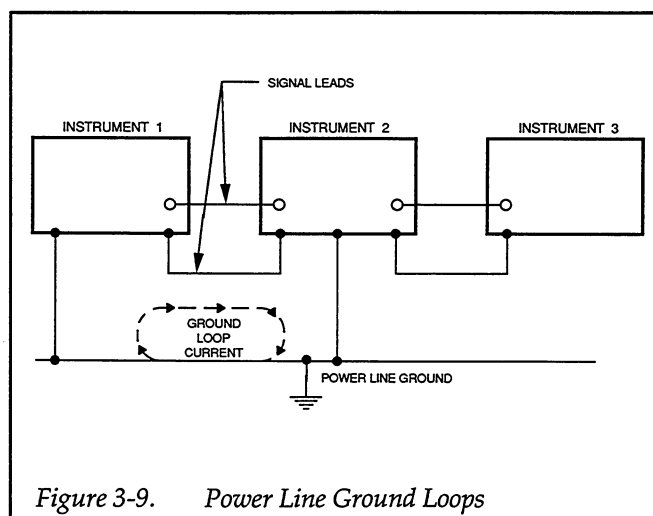 SIGNAL LEADS
INSTRUMENT 1
INSTRUMENT 2
INSTRUMENT 3
GROUND
LOOP
CURRENT
POWER LINE GROUND
Figure 3-9. Power Line Ground Loops